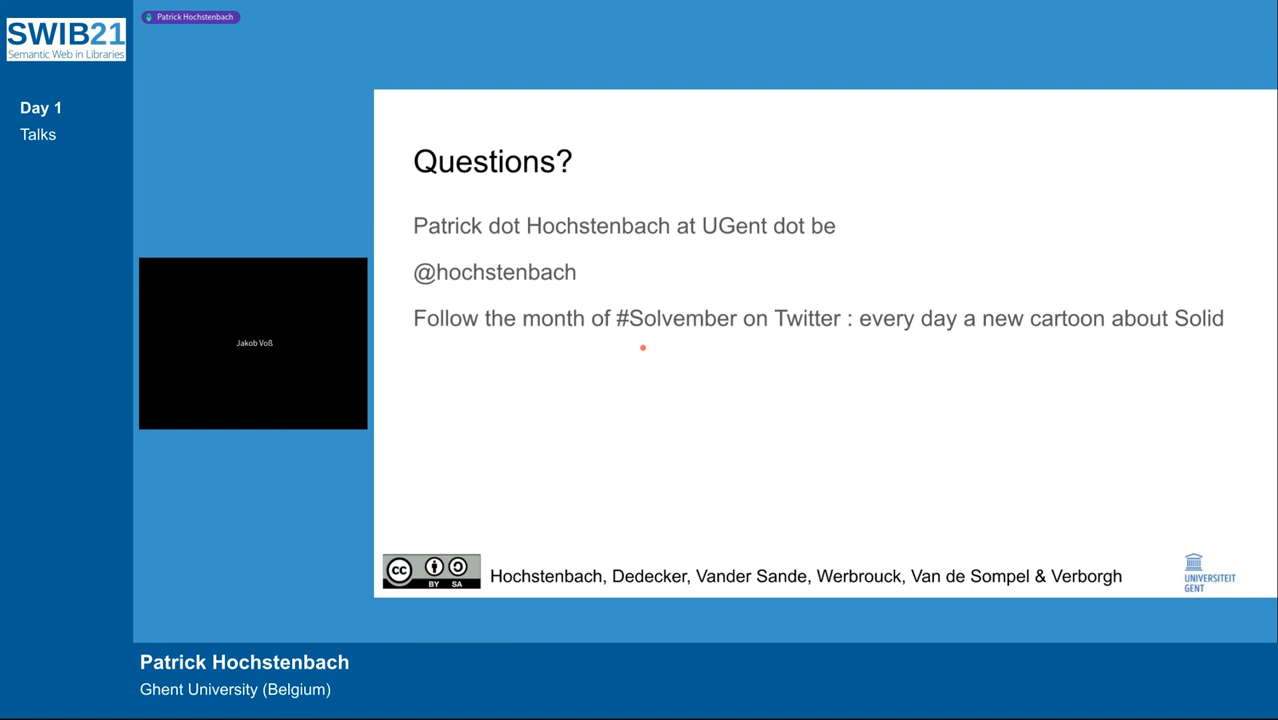 Patrick Hochstenbach
SWIB21
Semantic Web in Libraries
Day 1
Talks
Jakob Voß
Questions?
Patrick dot Hochstenbach at UGent dot be
@hochstenbach
Follow the month of #Solvember on Twitter : every day a new cartoon about Solid
cc
BY SA
Hochstenbach, Dedecker, Vander Sande, Werbrouck, Van de Sompel & Verborgh
UNIVERSITEIT
GENT
Patrick Hochstenbach
Ghent University (Belgium)